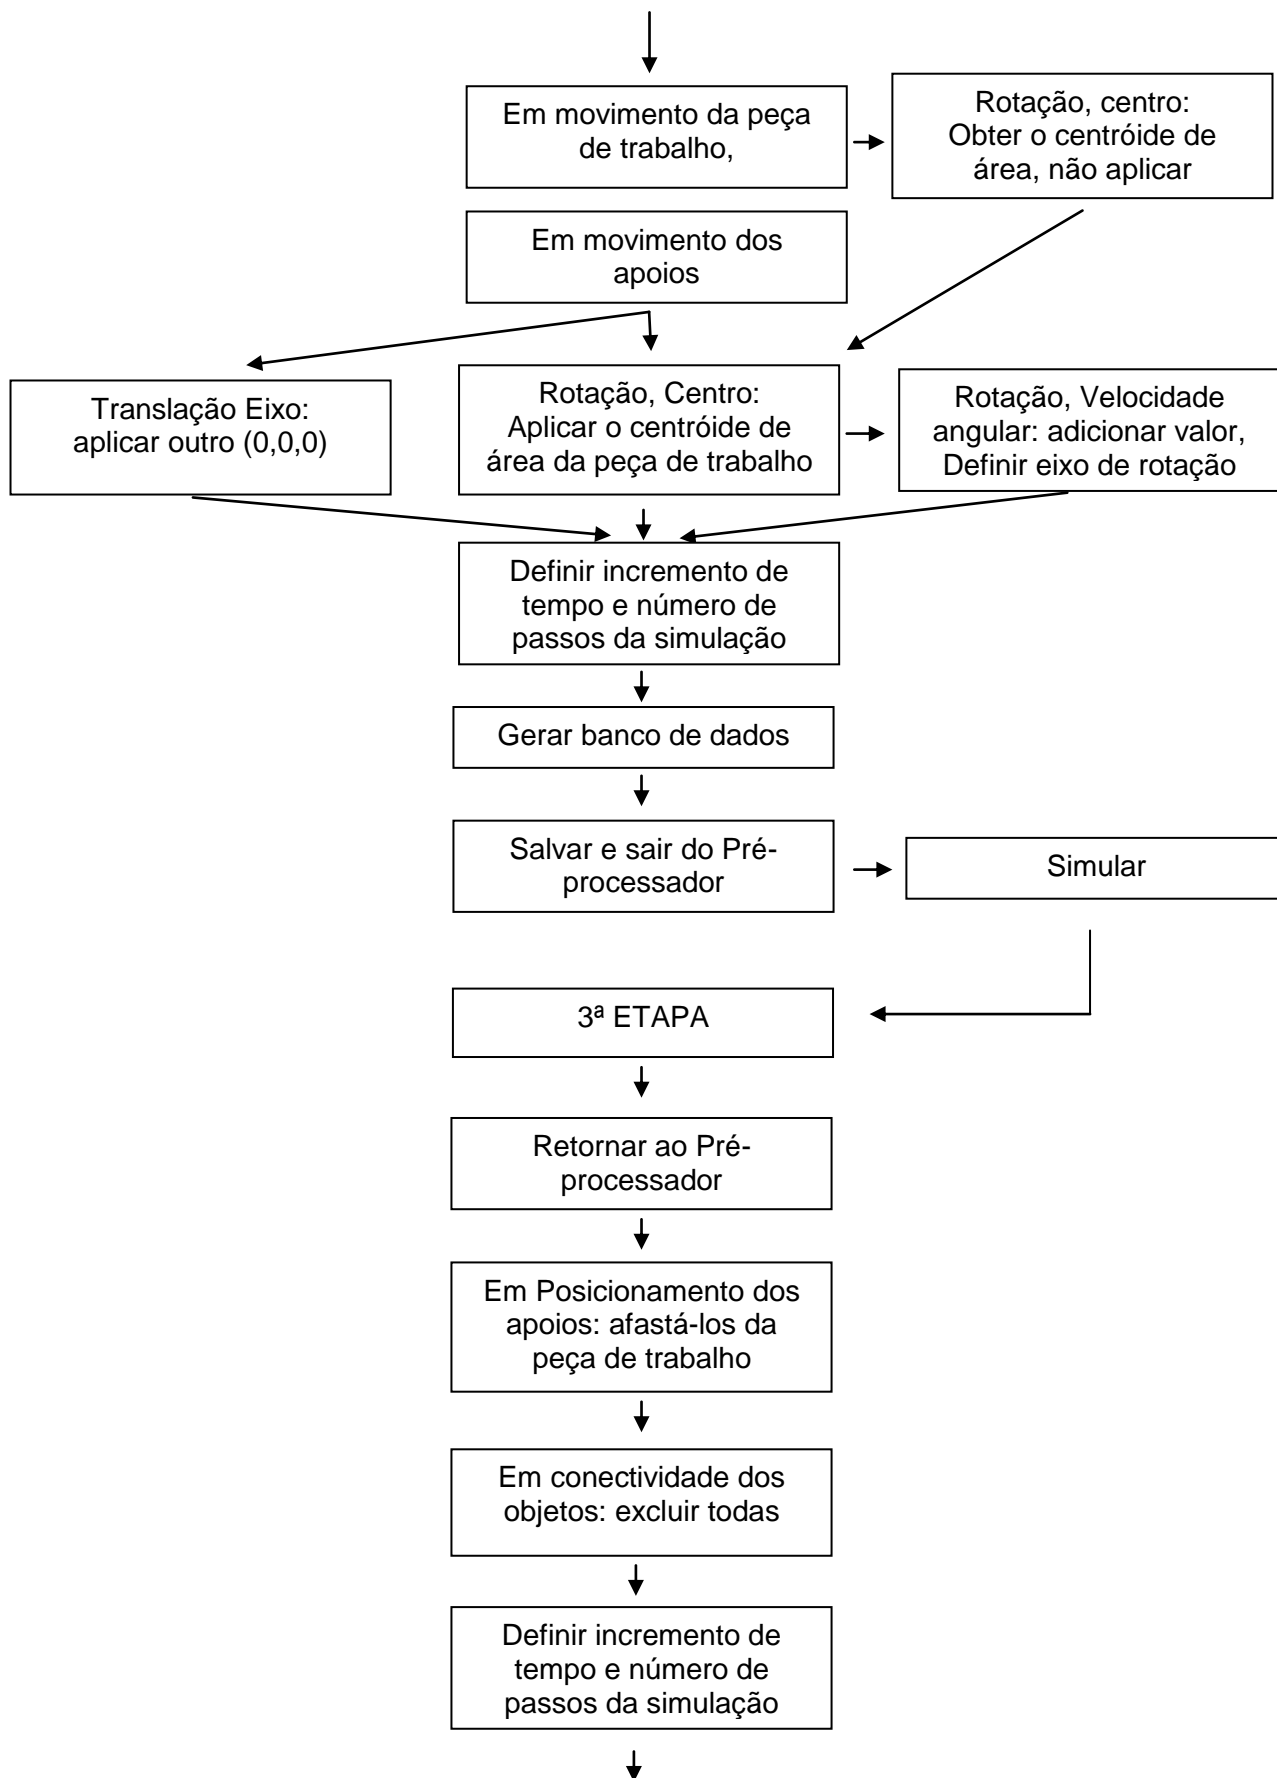 Em movimento da peça
de trabalho,
Rotação, centro:
Obter o centróide de
área, não aplicar
Em movimento dos
apoios
Translação Eixo:
aplicar outro (0,0,0)
Rotação, Centro:
Aplicar o centróide de
área da peça de trabalho
Rotação, Velocidade
angular: adicionar valor,
Definir eixo de rotação
Definir incremento de
tempo e número de
passos da simulação
Gerar banco de dados
Salvar e sair do Pré-
processador
Simular
3ª ETAPA
Retornar ao Pré-
processador
Em Posicionamento dos
apoios: afastá-los da
peça de trabalho
Em conectividade dos
objetos: excluir todas
Definir incremento de
tempo e número de
passos da simulação